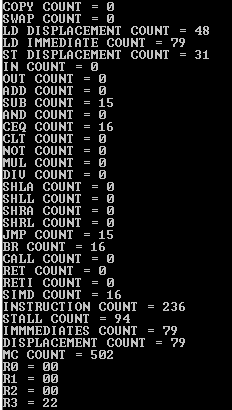 COPY COUNT = 0
SWAP COUNT = 0
LD DISPLACEMENT COUNT = 48
LD IMMEDIATE COUNT = 79
ST DISPLACEMENT COUNT = 31
IN COUNT = 0
OUT COUNT = 0
ADD COUNT = 0
SUB COUNT = 15
AND COUNT = 0
CEQ COUNT = 16
CLT COUNT = 0
NOT COUNT = 0
MUL COUNT = 0
DIV COUNT = 0
SHLA COUNT = 0
SHLL COUNT = 0
SHRA COUNT = 0
SHRL COUNT = 0
JMP COUNT = 15
BR COUNT = 16
CALL COUNT = 0
RET COUNT = 0
RETI COUNT = 0
SIMD COUNT = 16
INSTRUCTION COUNT = 236
STALL COUNT = 94
IMMMEDIATES COUNT = 79
DISPLACEMENT COUNT = 79
MC COUNT = 502
R0 = 00
R1 = 00
R2 = 00
R3 = 22